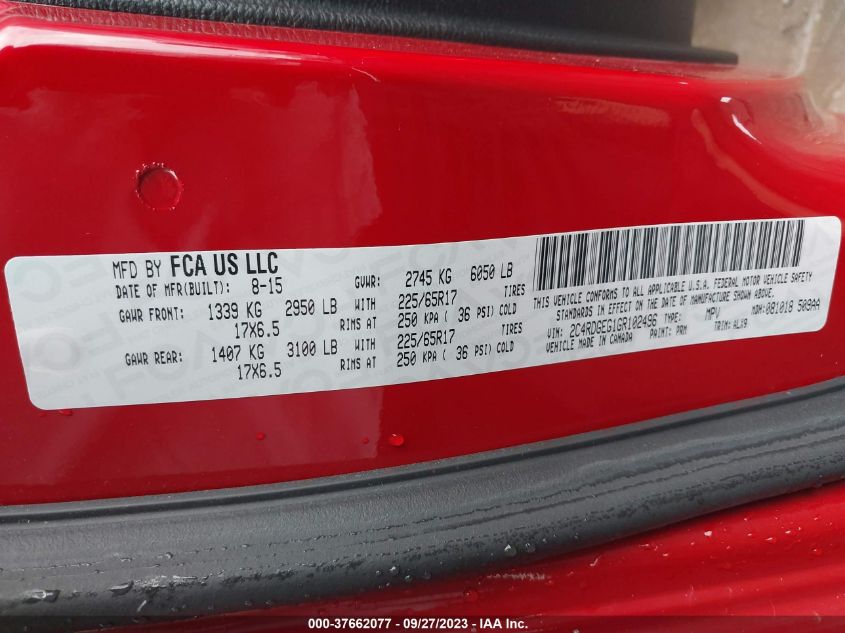 MFD BY FCA US LLC
DATE OF MFR(BUILT): 8-15 GVWR: 2745 KG 6050 LB
GAWR FRONT: 1339 KG 2950 LB WITH 225/65R17 TIRES
17X6.5 RIMS AT 250 KPA ( 36 PSI) COLD
GAWR REAR: 1407 KG 3100 LB WITH 225/65R17 TIRES
17X6.5 RIMS AT 250 KPA ( 36 PSI) COLD
THIS VEHICLE CONFORMS TO ALL APPLICABLE U.S.A. FEDERAL MOTOR VEHICLE SAFETY
STANDARDS IN EFFECT ON THE DATE OF MANUFACTURE SHOWN ABOVE.
VIN: 2C4RDGEG1GR102496 TYPE: MPV MDH: 081018 509AA
VEHICLE MADE IN CANADA PAINT: PRM TRIM: ALX9
000-37662077 - 09/27/2023 - IAA Inc.